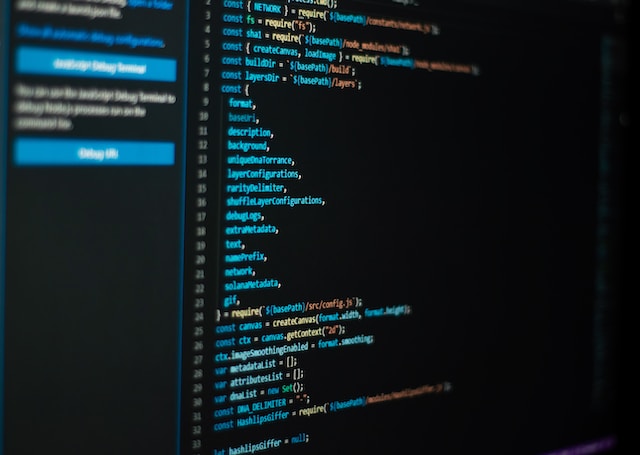 open a folder
and create a launch.json file.
Show all automatic debug configurations.
JavaScript Debug Terminal
You can use the JavaScript Debug Terminal to
debug Node.js processes run on the
command line.
Debug URL
2 const { NETWORK } = require(`${basePath}/constants/network.js`);
3 const fs = require("fs");
4 const sha1 = require(`${basePath}/node_modules/sha1`);
5 const { createCanvas, loadImage } = require(`${basePath}/node_modules/canvas`);
6 const buildDir = `${basePath}/build`;
7 const layersDir = `${basePath}/layers`;
8 const {
9 format,
10 baseUri,
11 description,
12 background,
13 uniqueDnaTorrance,
14 layerConfigurations,
15 rarityDelimiter,
16 shuffleLayerConfigurations,
17 debugLogs,
18 extraMetadata,
19 text,
20 namePrefix,
21 network,
22 solanaMetadata,
23 gif,
24 } = require(`${basePath}/src/config.js`);
25 const canvas = createCanvas(format.width, format.height);
26 const ctx = canvas.getContext("2d");
27 ctx.imageSmoothingEnabled = format.smoothing;
28 var metadataList = [];
29 var attributesList = [];
30 var dnaList = new Set();
31 const DNA_DELIMITER = "-";
32 const HashlipsGiffer = require(`${basePath}/modules/HashlipsGiffer.js`);
33
let hashlipsGiffer = null;